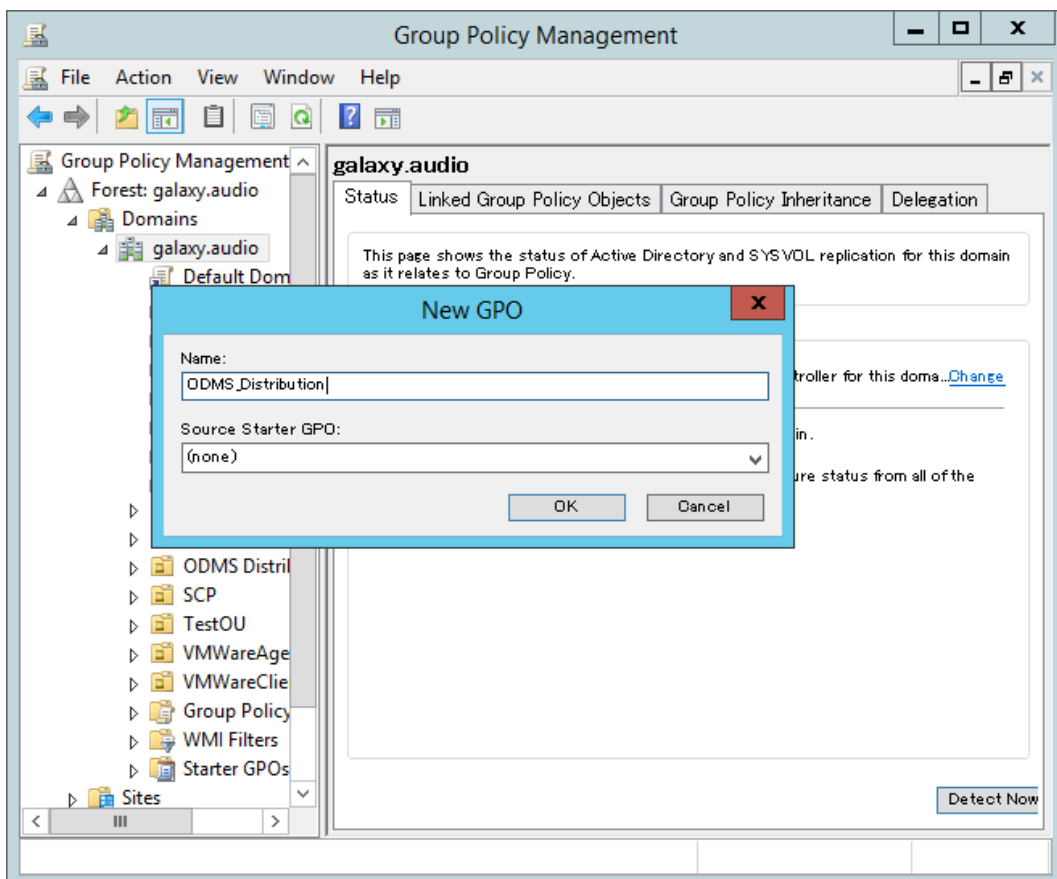 Group Policy Management
File Action View Window Help
Group Policy Management
Forest: galaxy.audio
Domains
galaxy.audio
Default Dom
ODMS Distril
SCP
TestOU
VMWareAge
VMWareClie
Group Policy
WMI Filters
Starter GPOs
Sites
galaxy.audio
Status Linked Group Policy Objects Group Policy Inheritance Delegation
This page shows the status of Active Directory and SYSVOL replication for this domain
as it relates to Group Policy.
troller for this doma...Change
in.
ure status from all of the
Detect Now
New GPO
Name:
ODMS_Distribution
Source Starter GPO:
(none)
OK Cancel